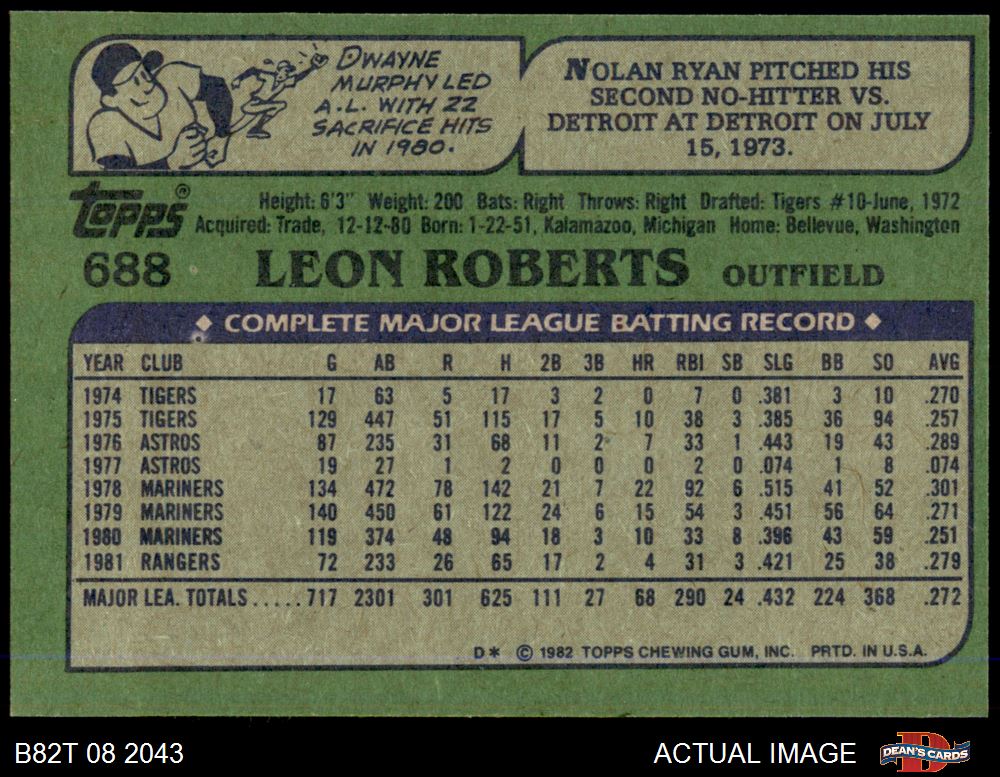 DWAYNE
MURPHY LED
A.L. WITH 22
SACRIFICE HITS
IN 1980.
NOLAN RYAN PITCHED HIS
SECOND NO-HITTER VS.
DETROIT AT DETROIT ON JULY
15, 1973.
TOPPS®
Height: 6'3" Weight: 200 Bats: Right Throws: Right Drafted: Tigers #10-June, 1972
Acquired: Trade, 12-12-80 Born: 1-22-51, Kalamazoo, Michigan Home: Bellevue, Washington
688 LEON ROBERTS OUTFIELD
◆ COMPLETE MAJOR LEAGUE BATTING RECORD ◆
YEAR CLUB G AB R H 2B 3B HR RBI SB SLG BB SO AVG
1974 TIGERS 17 63 5 17 3 2 0 7 0 .381 3 10 .270
1975 TIGERS 129 447 51 115 17 5 10 38 3 .385 36 94 .257
1976 ASTROS 87 235 31 68 11 2 7 33 1 .443 19 43 .289
1977 ASTROS 19 27 1 2 0 0 0 2 0 .074 1 8 .074
1978 MARINERS 134 472 78 142 21 7 22 92 6 .515 41 52 .301
1979 MARINERS 140 450 61 122 24 6 15 54 3 .451 56 64 .271
1980 MARINERS 119 374 48 94 18 3 10 33 8 .396 43 59 .251
1981 RANGERS 72 233 26 65 17 2 4 31 3 .421 25 38 .279
MAJOR LEA. TOTALS.....717 2301 301 625 111 27 68 290 24 .432 224 368 .272
D* © 1982 TOPPS CHEWING GUM, INC. PRTD. IN U.S.A.
B82T 08 2043 ACTUAL IMAGE DEAN'S CARDS